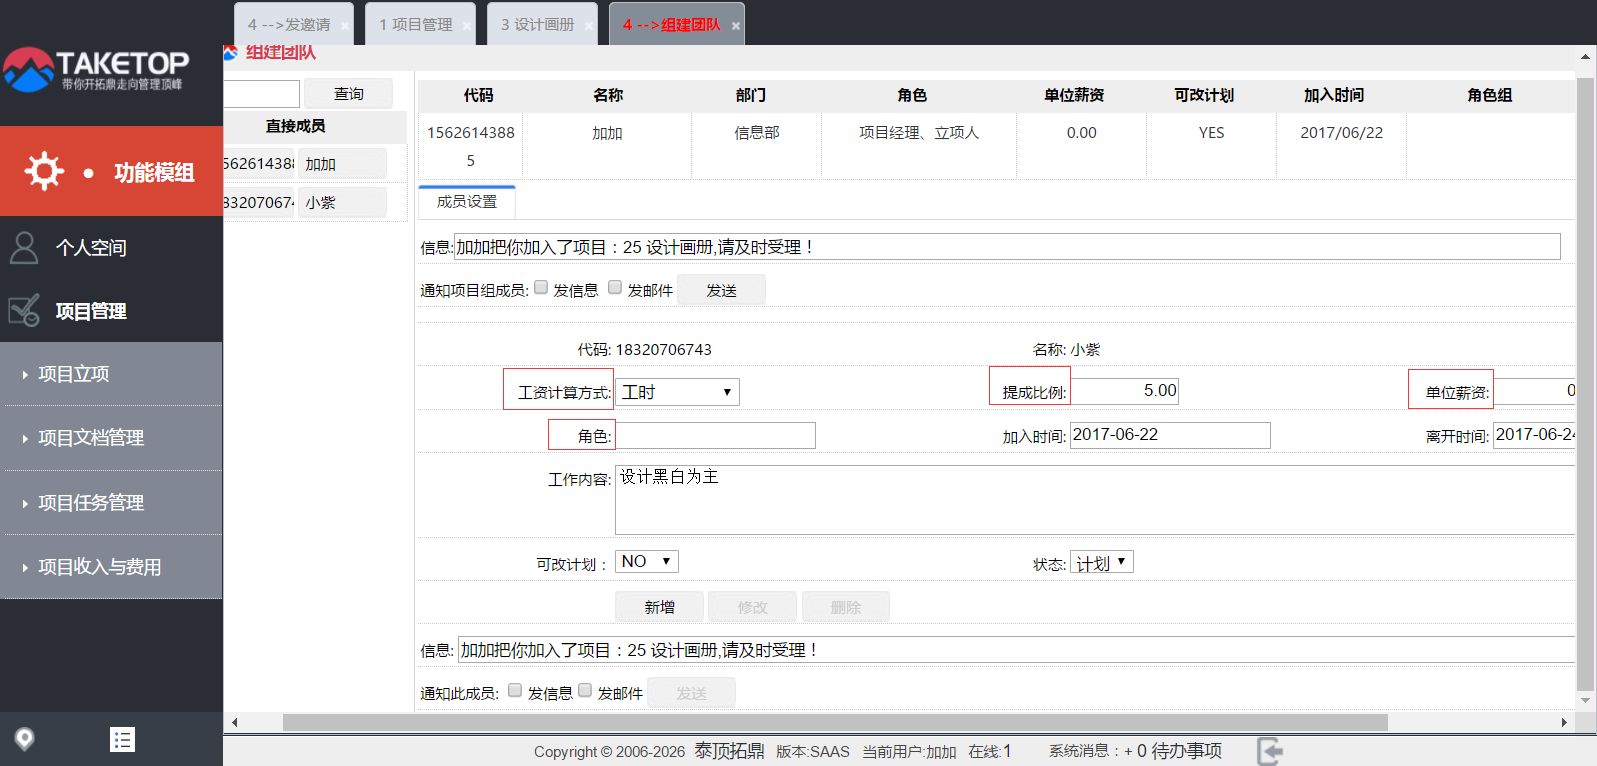 4 -->发邀请 × 1 项目管理 × 3 设计画册 × 4 -->组建团队 ×
TAKETOP
带你开拓鼎走向管理顶峰
功能模组
个人空间
项目管理
项目立项
项目文档管理
项目任务管理
项目收入与费用
组建团队
查询
直接成员
562614388 加加
832070674 小紫
代码 名称 部门 角色 单位薪资 可改计划 加入时间 角色组
15626143885 加加 信息部 项目经理、立项人 0.00 YES 2017/06/22
成员设置
信息: 加加把你加入了项目：25 设计画册,请及时受理！
通知项目组成员: 发信息 发邮件 发送
代码: 18320706743 名称: 小紫
工资计算方式: 工时 提成比例: 5.00 单位薪资: 0
角色: 加入时间: 2017-06-22 离开时间: 2017-06-24
工作内容: 设计黑白为主
可改计划： NO 状态: 计划
新增 修改 删除
信息: 加加把你加入了项目：25 设计画册,请及时受理！
通知此成员: 发信息 发邮件 发送
Copyright © 2006-2026 泰顶拓鼎 版本:SAAS 当前用户:加加 在线:1 系统消息：+ 0 待办事项